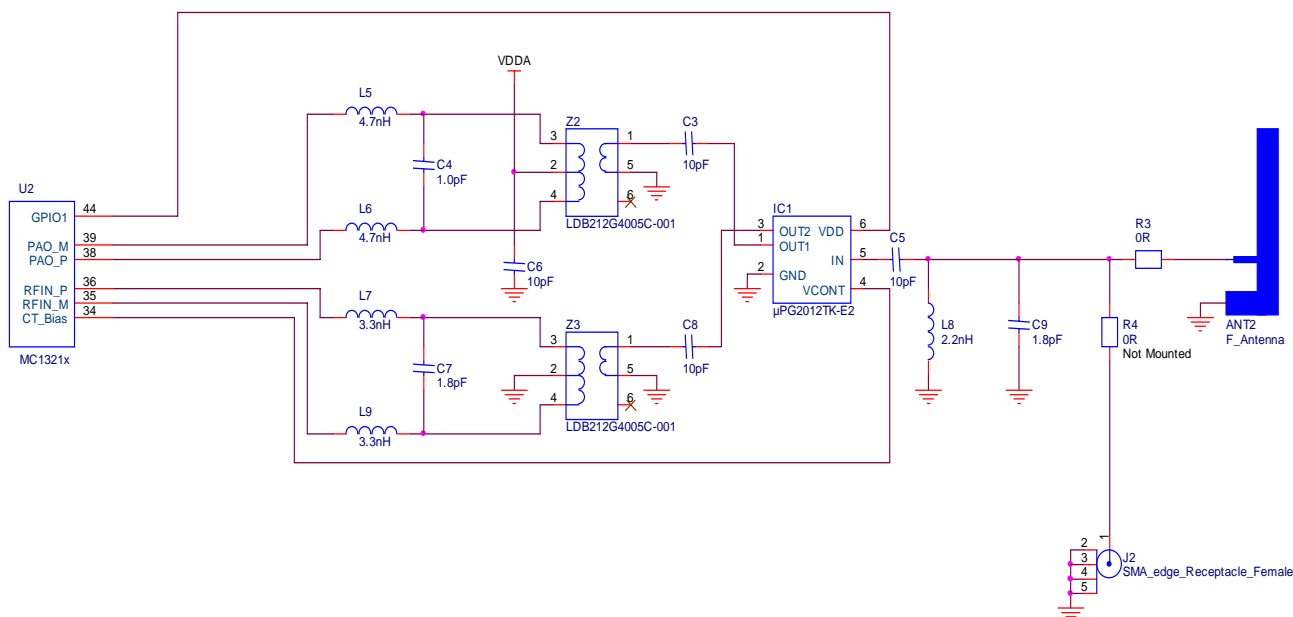 VDDA
L5
4.7nH
C4
1.0pF
L6
4.7nH
Z2
3
2
4
1
5
6
LDB212G4005C-001
C3
10pF
C6
10pF
U2
GPIO1
44
PAO_M
39
PAO_P
38
RFIN_P
36
RFIN_M
35
CT_Bias
34
MC1321x
L7
3.3nH
C7
1.8pF
L9
3.3nH
Z3
3
2
4
1
5
6
LDB212G4005C-001
C8
10pF
IC1
3
OUT2
VDD
6
1
OUT1
IN
5
2
GND
VCONT
4
µPG2012TK-E2
C5
10pF
L8
2.2nH
C9
1.8pF
R3
0R
R4
0R
Not Mounted
ANT2
F_Antenna
1
2
3
4
5
J2
SMA_edge_Receptacle_Female